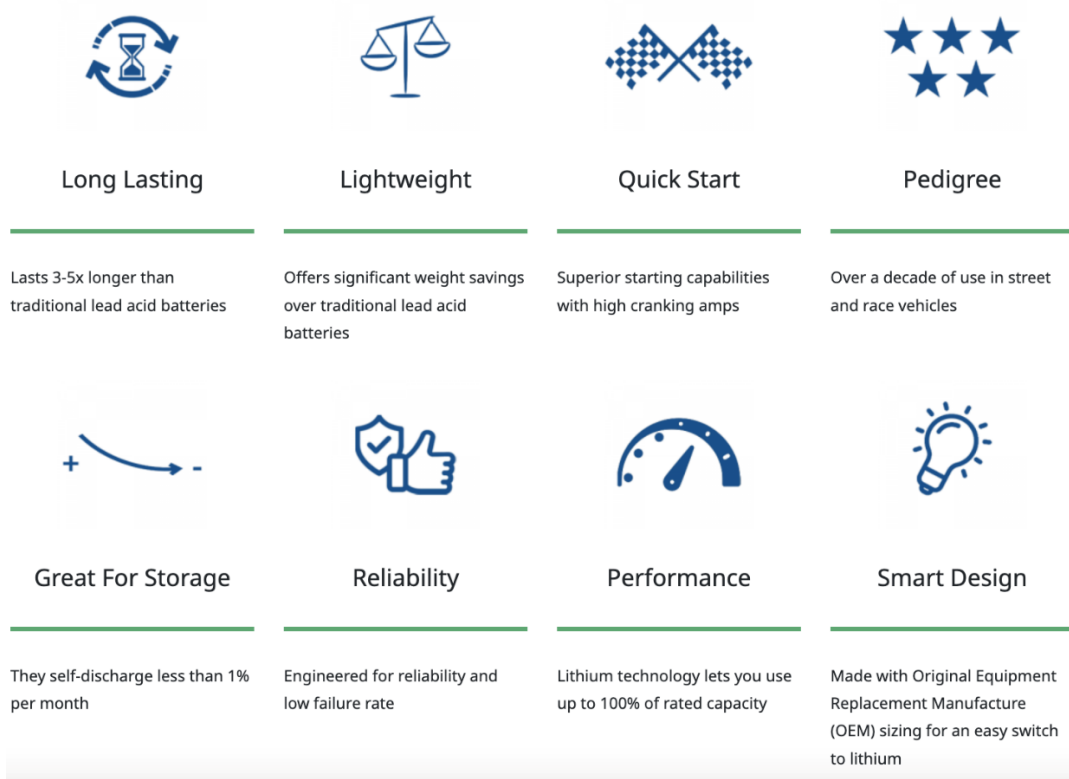 Long Lasting
Lightweight
Quick Start
Pedigree
Lasts 3-5x longer than
traditional lead acid batteries
Offers significant weight savings
over traditional lead acid
batteries
Superior starting capabilities
with high cranking amps
Over a decade of use in street
and race vehicles
+
-
Great For Storage
Reliability
Performance
Smart Design
They self-discharge less than 1%
per month
Engineered for reliability and
low failure rate
Lithium technology lets you use
up to 100% of rated capacity
Made with Original Equipment
Replacement Manufacture
(OEM) sizing for an easy switch
to lithium